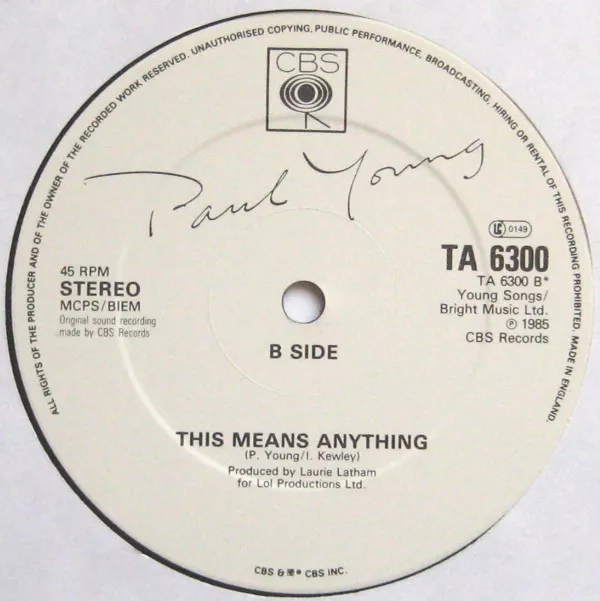 ALL RIGHTS OF THE PRODUCER AND OF THE OWNER OF THE RECORDED WORK RESERVED. UNAUTHORISED COPYING, PUBLIC PERFORMANCE, BROADCASTING, HIRING OR RENTAL OF THIS RECORDING PROHIBITED. MADE IN ENGLAND.
CBS
Paul Young
LC 0149
45 RPM
STEREO
MCPS/BIEM
Original sound recording
made by CBS Records
TA 6300
TA 6300 B*
Young Songs/
Bright Music Ltd.
℗ 1985
CBS Records
B SIDE
THIS MEANS ANYTHING
(P. Young/I. Kewley)
Produced by Laurie Latham
for Lol Productions Ltd.
CBS & ® CBS INC.